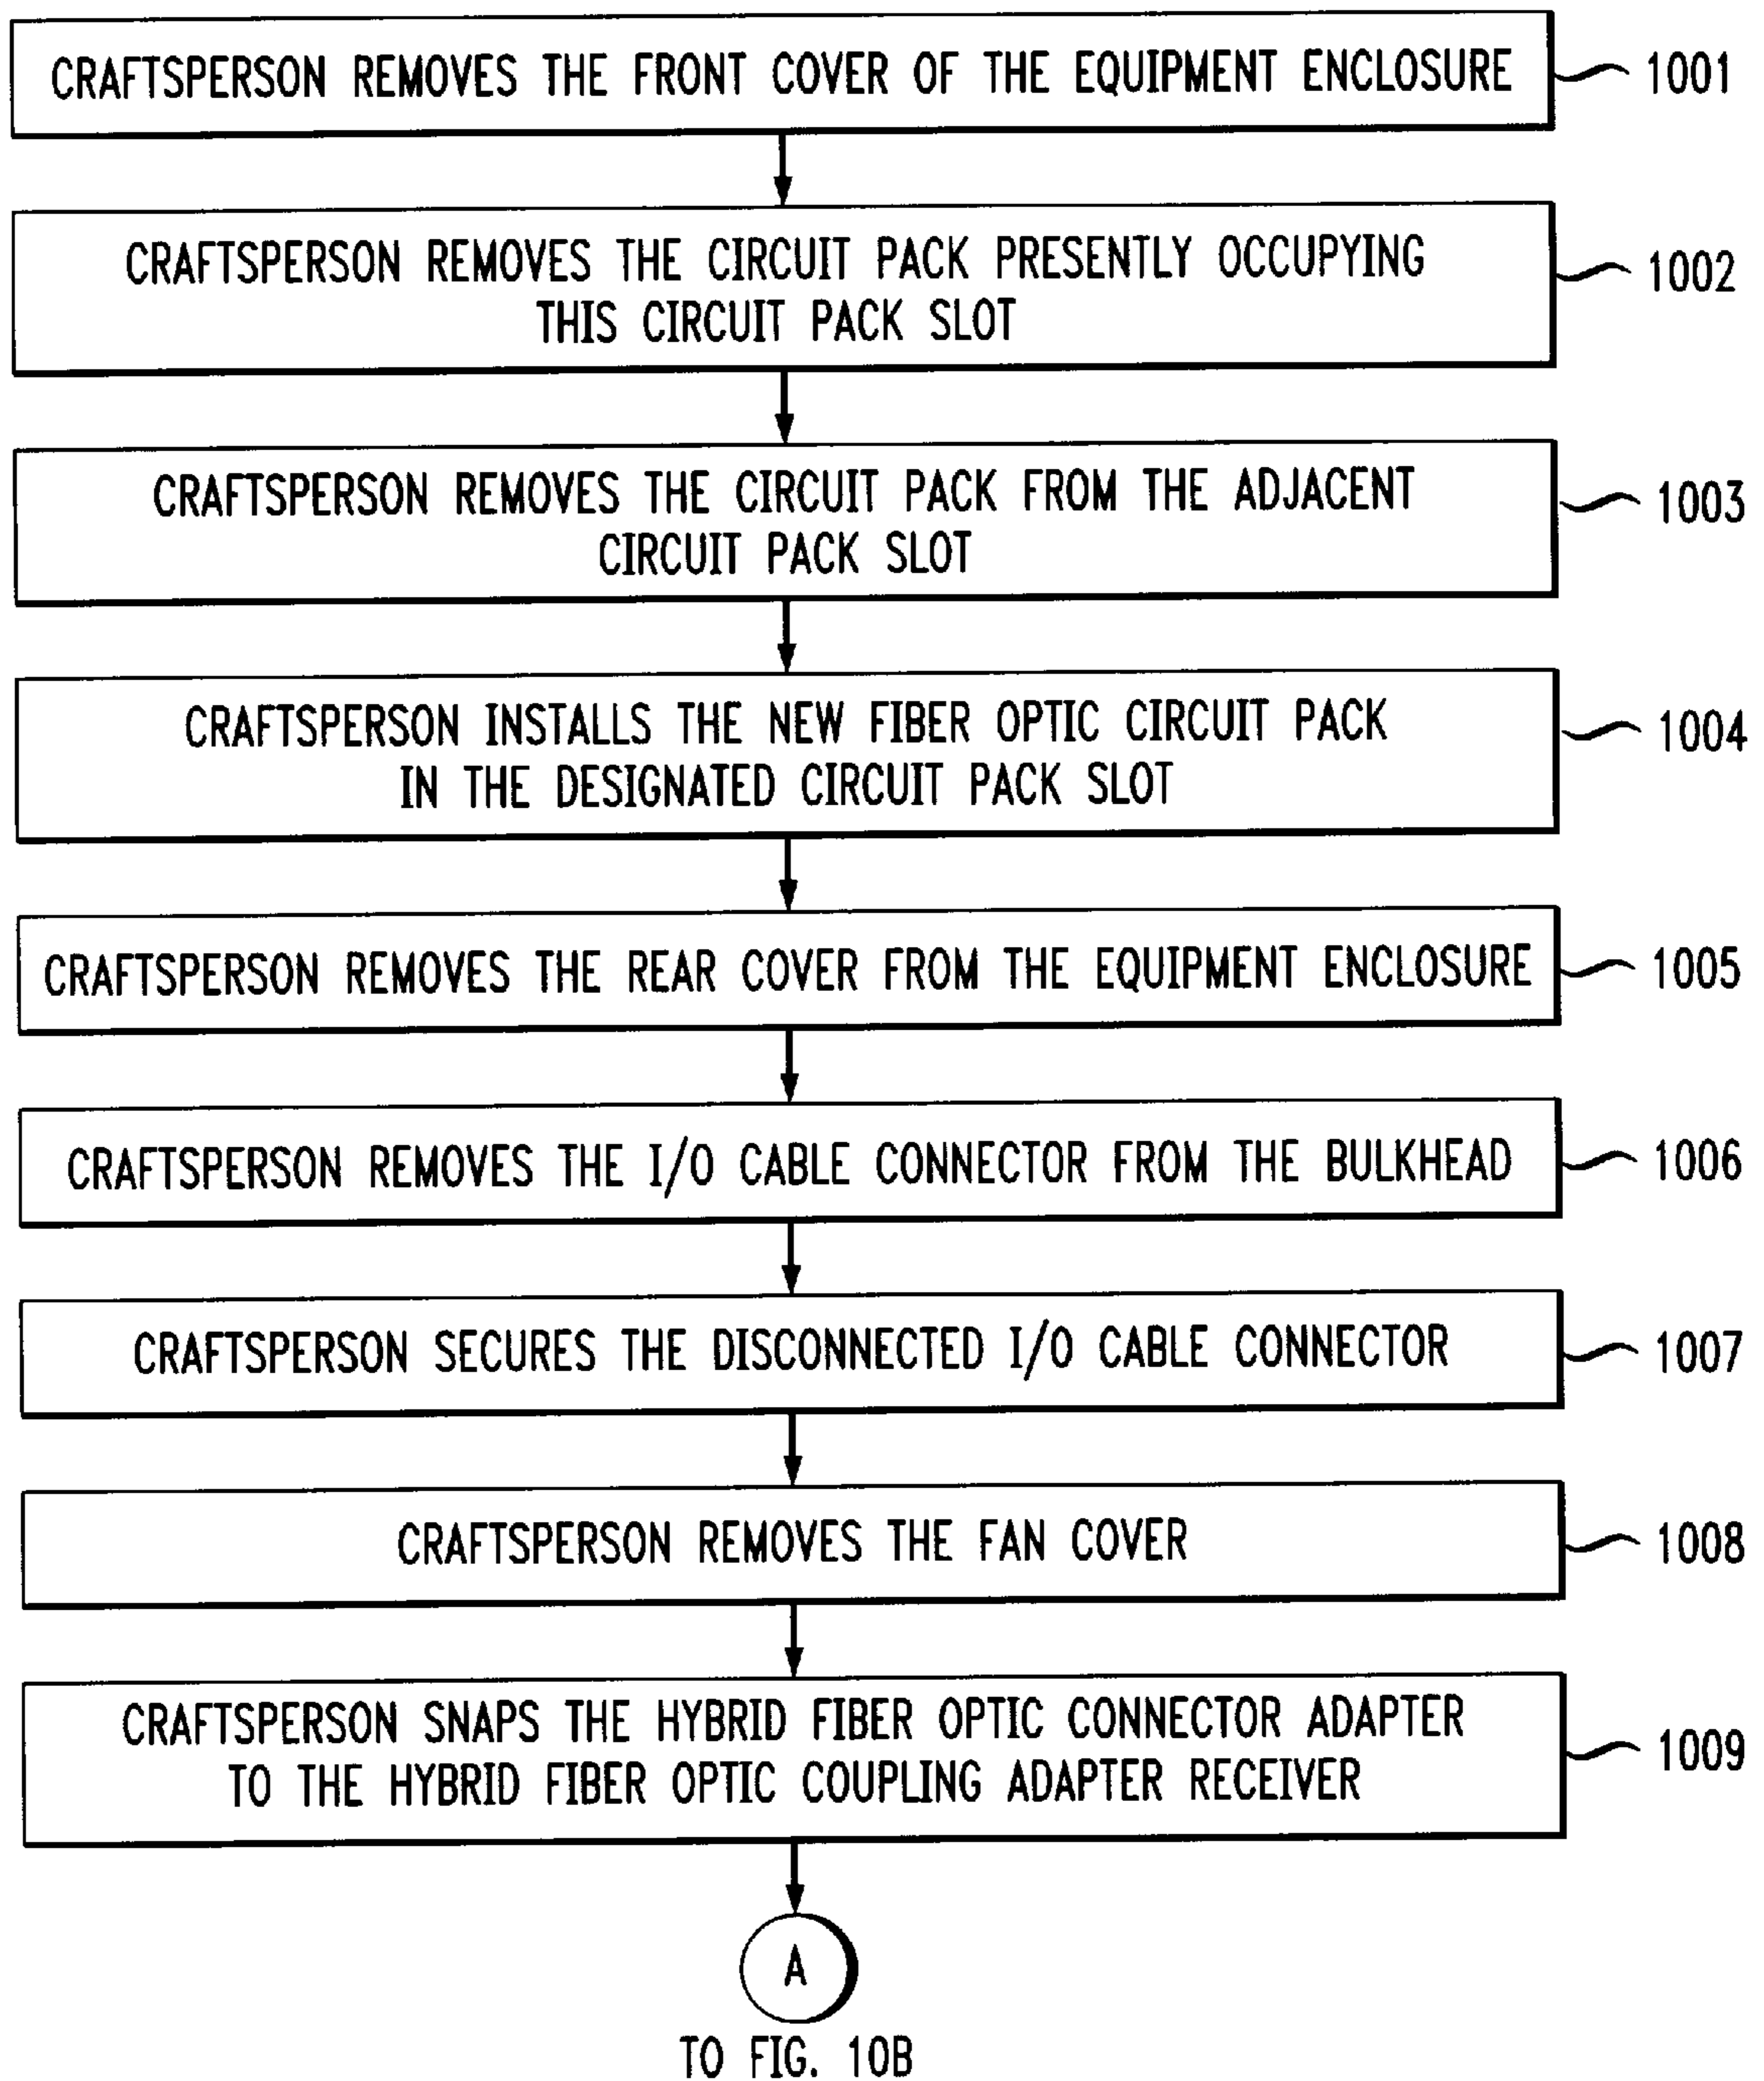 CRAFTSPERSON REMOVES THE FRONT COVER OF THE EQUIPMENT ENCLOSURE
1001
CRAFTSPERSON REMOVES THE CIRCUIT PACK PRESENTLY OCCUPYING
THIS CIRCUIT PACK SLOT
1002
CRAFTSPERSON REMOVES THE CIRCUIT PACK FROM THE ADJACENT
CIRCUIT PACK SLOT
1003
CRAFTSPERSON INSTALLS THE NEW FIBER OPTIC CIRCUIT PACK
IN THE DESIGNATED CIRCUIT PACK SLOT
1004
CRAFTSPERSON REMOVES THE REAR COVER FROM THE EQUIPMENT ENCLOSURE
1005
CRAFTSPERSON REMOVES THE I/O CABLE CONNECTOR FROM THE BULKHEAD
1006
CRAFTSPERSON SECURES THE DISCONNECTED I/O CABLE CONNECTOR
1007
CRAFTSPERSON REMOVES THE FAN COVER
1008
CRAFTSPERSON SNAPS THE HYBRID FIBER OPTIC CONNECTOR ADAPTER
TO THE HYBRID FIBER OPTIC COUPLING ADAPTER RECEIVER
1009
A
TO FIG. 10B